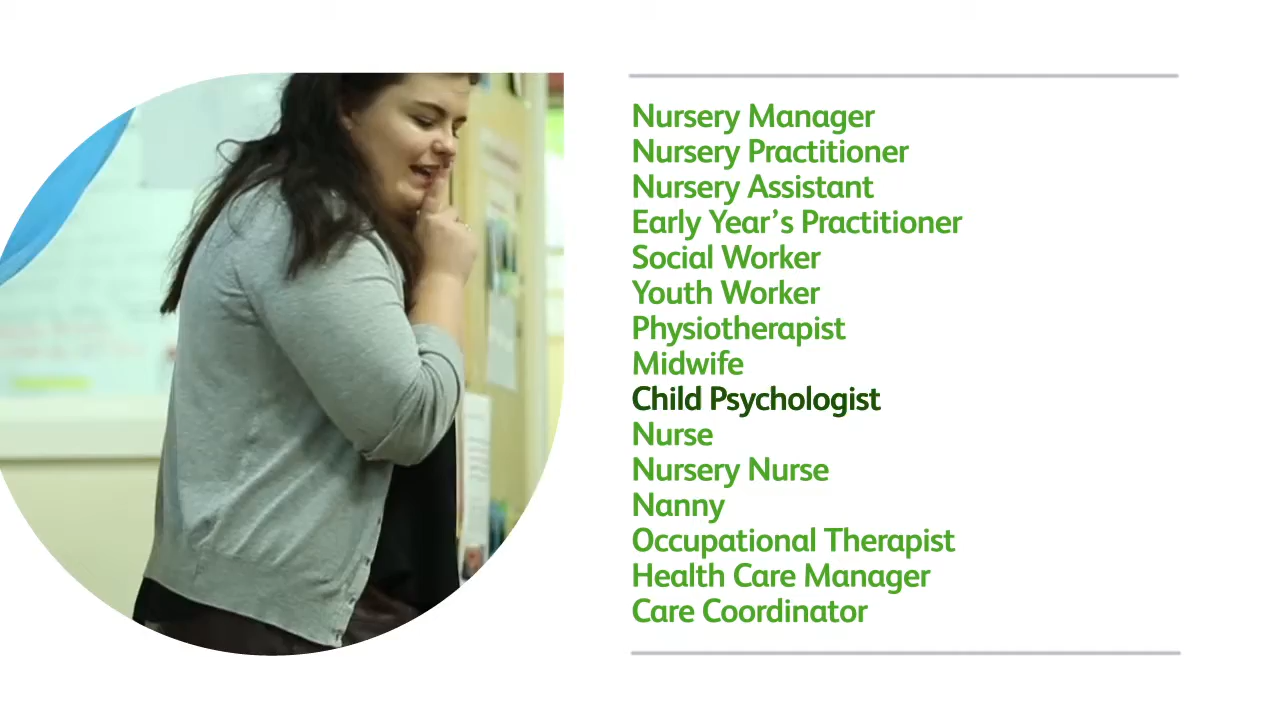 Nursery Manager
Nursery Practitioner
Nursery Assistant
Early Year’s Practitioner
Social Worker
Youth Worker
Physiotherapist
Midwife
Child Psychologist
Nurse
Nursery Nurse
Nanny
Occupational Therapist
Health Care Manager
Care Coordinator